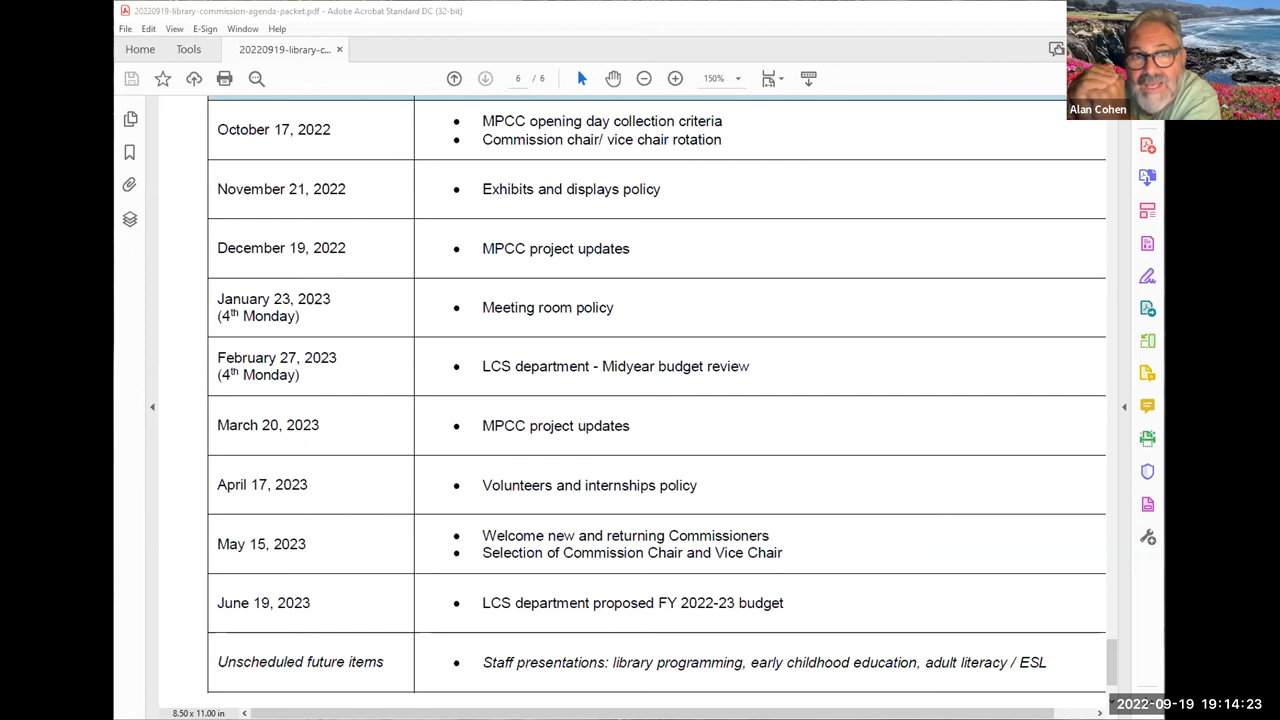 20220919-library-commission-agenda-packet.pdf - Adobe Acrobat Standard DC (32-bit)
File Edit View E-Sign Window Help
Home Tools 20220919-library-c... ×
6 / 6 150%
Alan Cohen
October 17, 2022
• MPCC opening day collection criteria
• Commission chair/ vice chair rotation
November 21, 2022
• Exhibits and displays policy
December 19, 2022
• MPCC project updates
January 23, 2023
(4th Monday)
• Meeting room policy
February 27, 2023
(4th Monday)
• LCS department - Midyear budget review
March 20, 2023
• MPCC project updates
April 17, 2023
• Volunteers and internships policy
May 15, 2023
• Welcome new and returning Commissioners
• Selection of Commission Chair and Vice Chair
June 19, 2023
• LCS department proposed FY 2022-23 budget
Unscheduled future items
• Staff presentations: library programming, early childhood education, adult literacy / ESL
8.50 x 11.00 in
2022-09-19 19:14:23